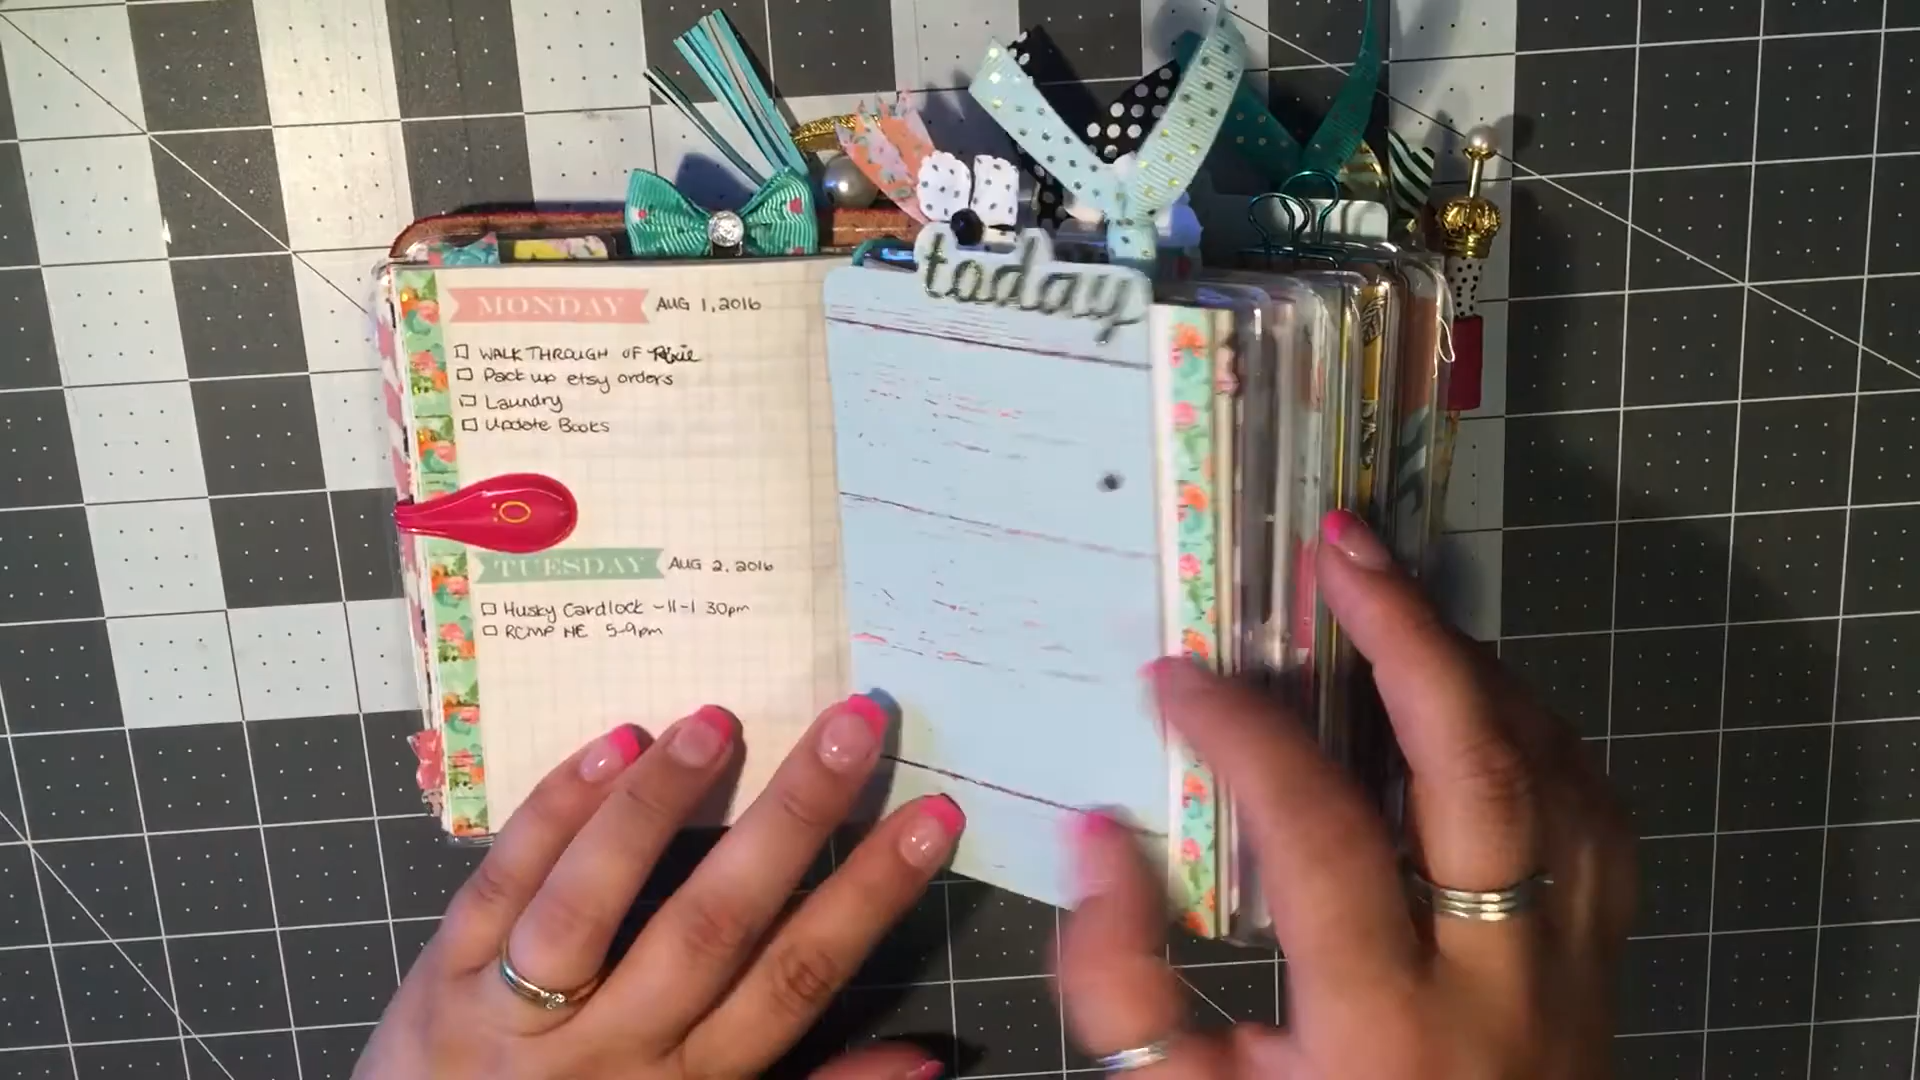 MONDAY AUG 1, 2016
WALK THROUGH OF Pixie
Pack up etsy orders
Laundry
Update Books
TUESDAY AUG 2, 2016
Husky Cardlock -11-1 30pm
RCMP HE 5-9pm
today